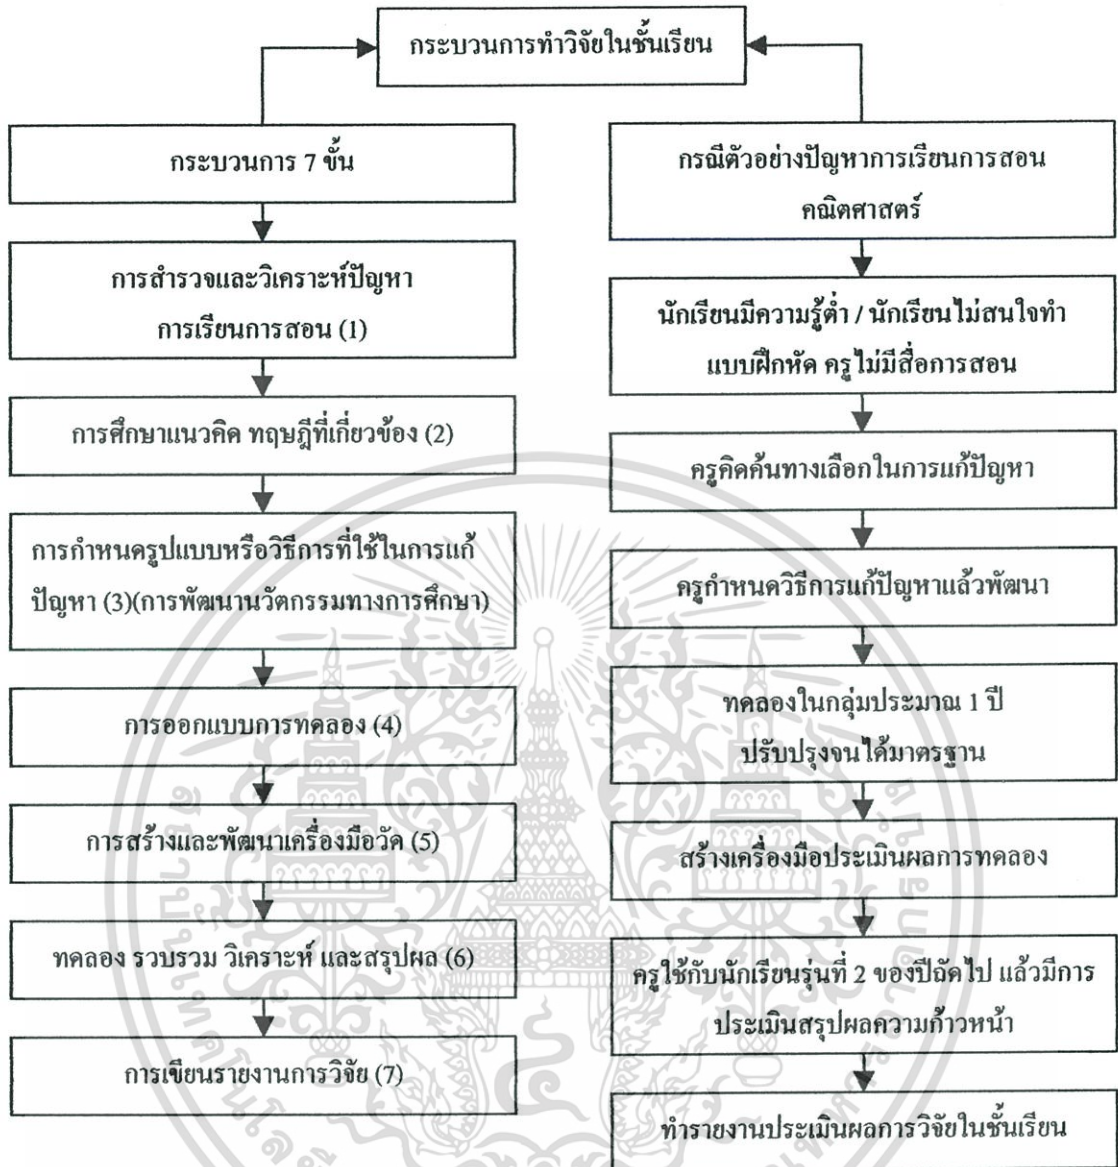 กระบวนการทำวิจัยในชั้นเรียน
กระบวนการ 7 ขั้น
การสำรวจและวิเคราะห์ปัญหา
การเรียนการสอน (1)
การศึกษาแนวคิด ทฤษฎีที่เกี่ยวข้อง (2)
การกำหนดรูปแบบหรือวิธีการที่ใช้ในการแก้
ปัญหา (3)(การพัฒนานวัตกรรมทางการศึกษา)
การออกแบบการทดลอง (4)
การสร้างและพัฒนาเครื่องมือวัด (5)
ทดลอง รวบรวม วิเคราะห์ และสรุปผล (6)
การเขียนรายงานการวิจัย (7)
กรณีตัวอย่างปัญหาการเรียนการสอน
คณิตศาสตร์
นักเรียนมีความรู้ต่ำ / นักเรียนไม่สนใจทำ
แบบฝึกหัด ครูไม่มีสื่อการสอน
ครูคิดค้นทางเลือกในการแก้ปัญหา
ครูกำหนดวิธีการแก้ปัญหาแล้วพัฒนา
ทดลองในกลุ่มประมาณ 1 ปี
ปรับปรุงจนได้มาตรฐาน
สร้างเครื่องมือประเมินผลการทดลอง
ครูใช้กับนักเรียนรุ่นที่ 2 ของปีถัดไป แล้วมีการ
ประเมินสรุปผลความก้าวหน้า
ทำรายงานประเมินผลการวิจัยในชั้นเรียน